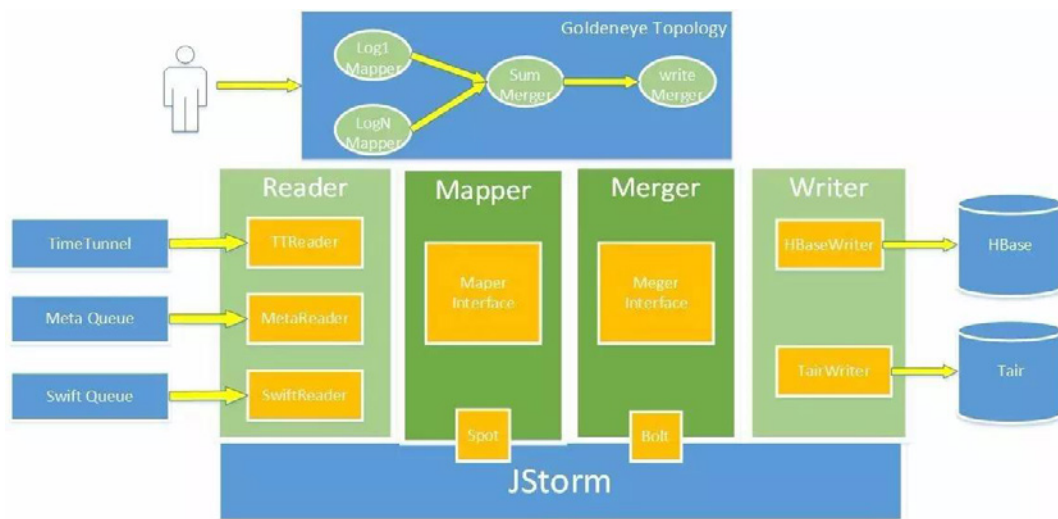 Goldeneye Topology
Log1
Mapper
Sum
Merger
write
Merger
LogN
Mapper
Reader
Mapper
Merger
Writer
TimeTunnel
TTReader
HBaseWriter
HBase
Maper
Interface
Meger
Interface
Meta Queue
MetaReader
Swift Queue
SwiftReader
TairWriter
Tair
Spot
Bolt
JStorm